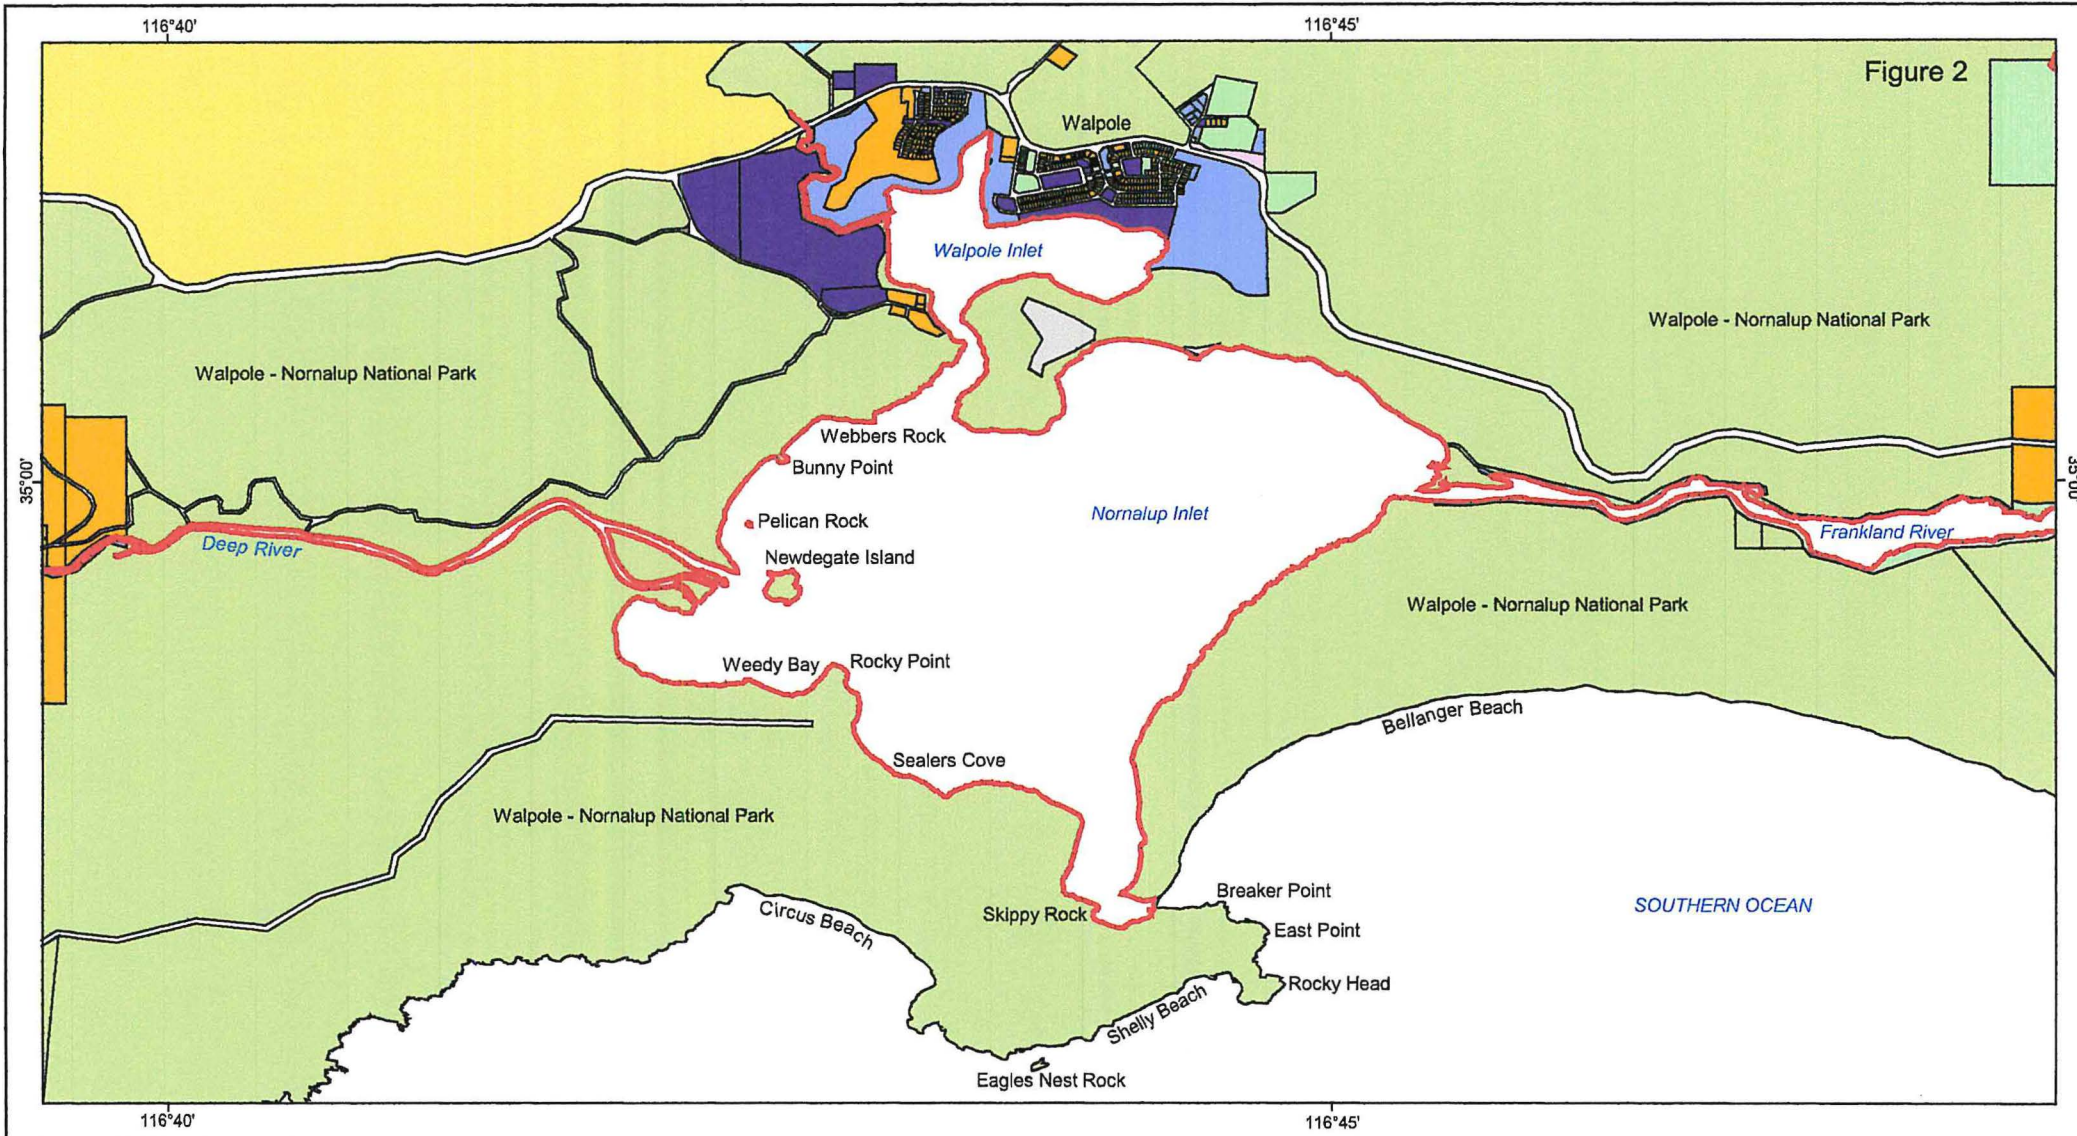 116°40'
116°45'
Figure 2
Walpole
Walpole Inlet
Walpole - Nornalup National Park
Walpole - Nornalup National Park
Webbers Rock
Bunny Point
35°00'
35°00'
Pelican Rock
Nornalup Inlet
Deep River
Frankland River
Newdegate Island
Walpole - Nornalup National Park
Weedy Bay
Rocky Point
Bellanger Beach
Sealers Cove
Walpole - Nornalup National Park
Breaker Point
Circus Beach
Skippy Rock
SOUTHERN OCEAN
East Point
Rocky Head
Shelly Beach
Eagles Nest Rock
116°40'
116°45'